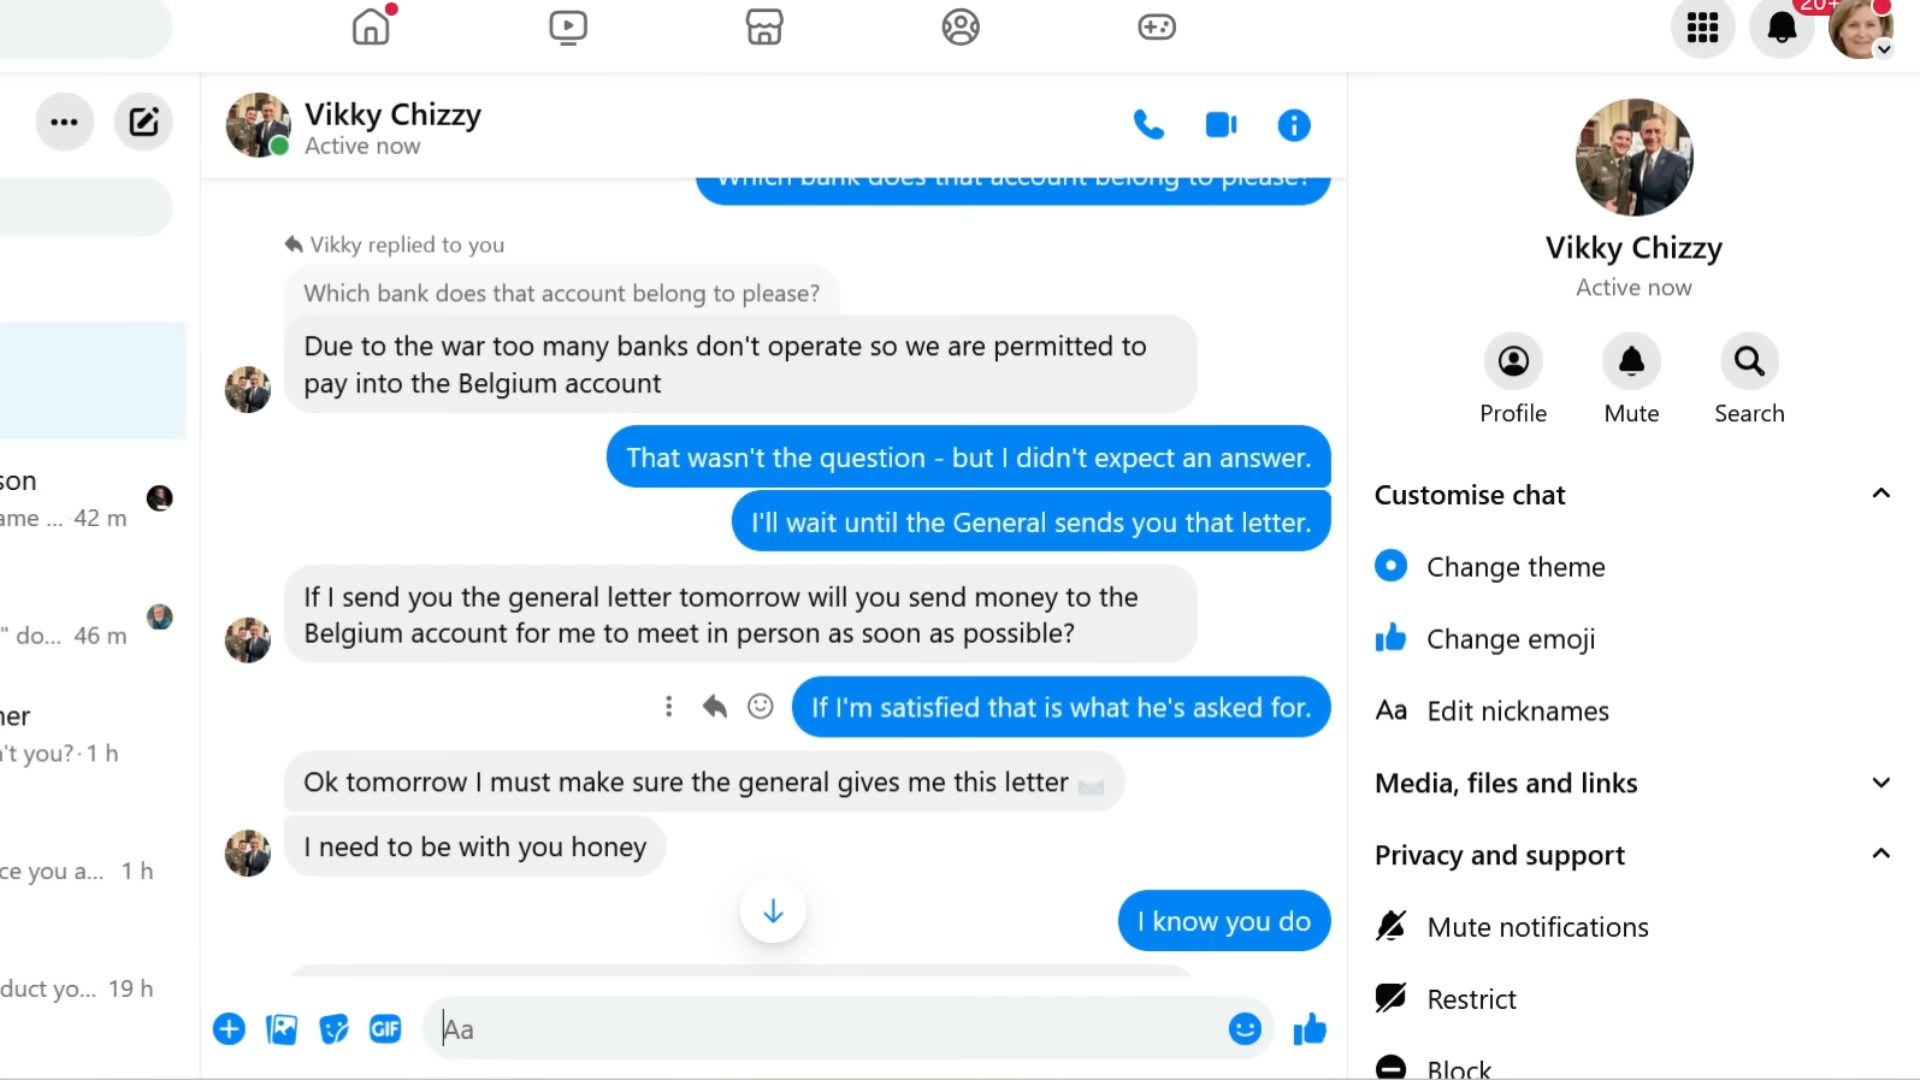 20+
Vikky Chizzy
Active now
Which bank does that account belong to please?
Vikky replied to you
Which bank does that account belong to please?
Due to the war too many banks don't operate so we are permitted to
pay into the Belgium account
That wasn't the question - but I didn't expect an answer.
I'll wait until the General sends you that letter.
If I send you the general letter tomorrow will you send money to the
Belgium account for me to meet in person as soon as possible?
If I'm satisfied that is what he's asked for.
Ok tomorrow I must make sure the general gives me this letter
I need to be with you honey
I know you do
GIF
Aa
son
ame ... 42 m
" do... 46 m
ner
n't you? · 1 h
ce you a... 1 h
duct yo... 19 h
Vikky Chizzy
Active now
Profile
Mute
Search
Customise chat
Change theme
Change emoji
Aa Edit nicknames
Media, files and links
Privacy and support
Mute notifications
Restrict
Block